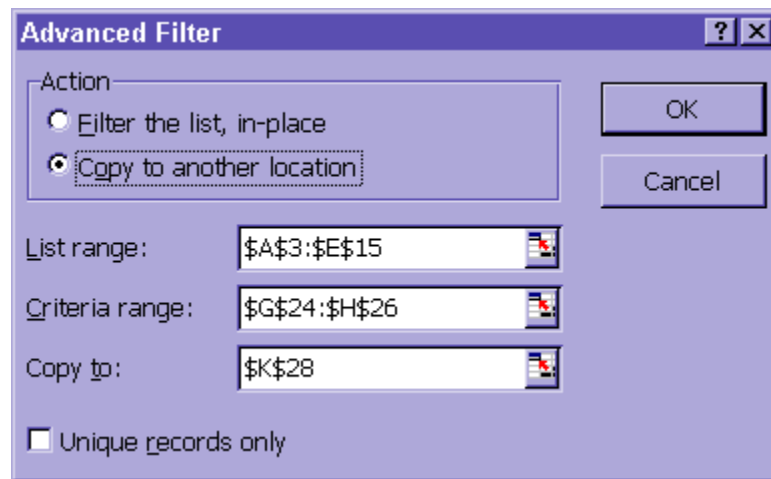 Advanced Filter
Action
Filter the list, in-place
Copy to another location
OK
Cancel
List range: $A$3:$E$15
Criteria range: $G$24:$H$26
Copy to: $K$28
Unique records only